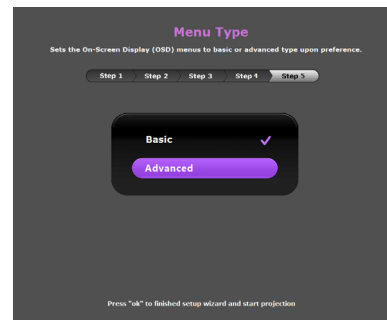 Menu Type
Sets the On-Screen Display (OSD) menus to basic or advanced type upon preference.
Step 1 Step 2 Step 3 Step 4 Step 5
Basic
Advanced
Press "ok" to finished setup wizard and start projection